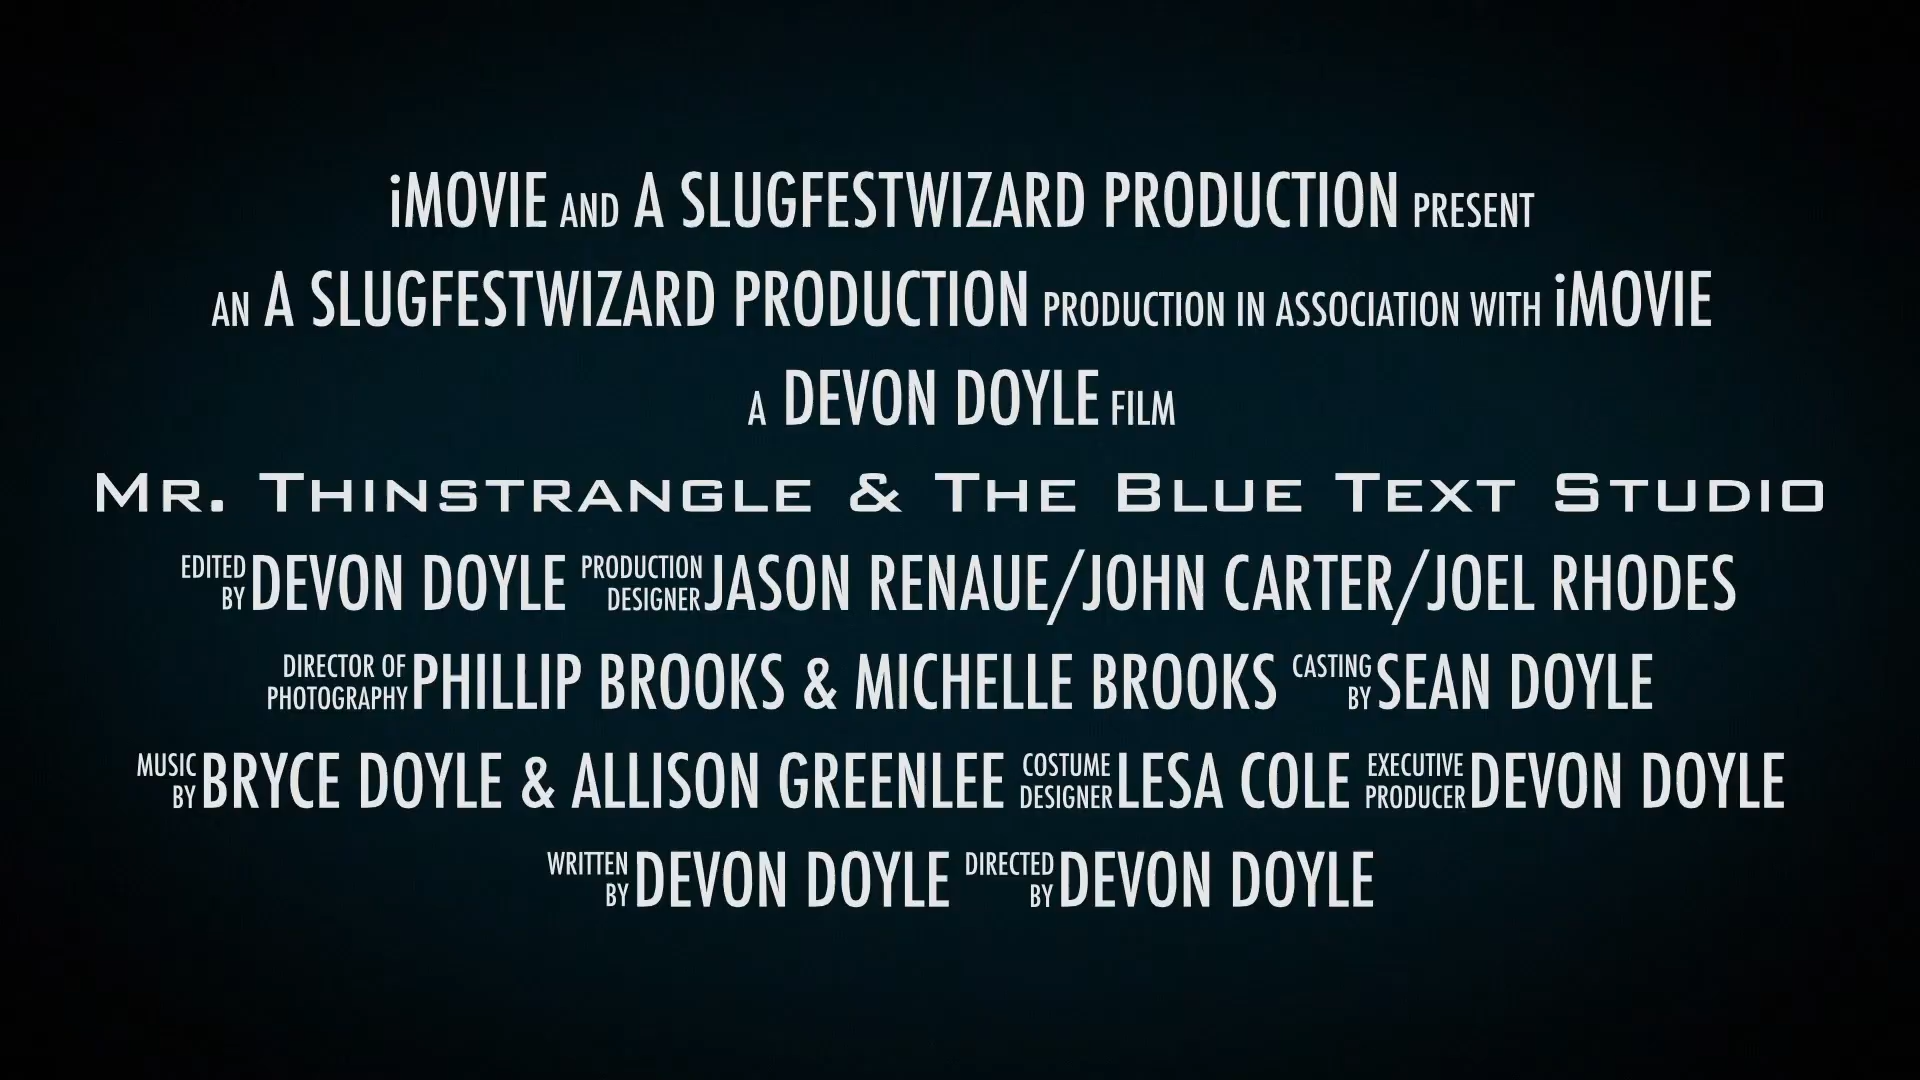 iMOVIE AND A SLUGFESTWIZARD PRODUCTION PRESENT
AN A SLUGFESTWIZARD PRODUCTION PRODUCTION IN ASSOCIATION WITH iMOVIE
A DEVON DOYLE FILM
MR. THINSTRANGLE & THE BLUE TEXT STUDIO
EDITED BY DEVON DOYLE PRODUCTION DESIGNER JASON RENAUE/JOHN CARTER/JOEL RHODES
DIRECTOR OF PHOTOGRAPHY PHILLIP BROOKS & MICHELLE BROOKS CASTING BY SEAN DOYLE
MUSIC BY BRYCE DOYLE & ALLISON GREENLEE COSTUME DESIGNER LESA COLE EXECUTIVE PRODUCER DEVON DOYLE
WRITTEN BY DEVON DOYLE DIRECTED BY DEVON DOYLE